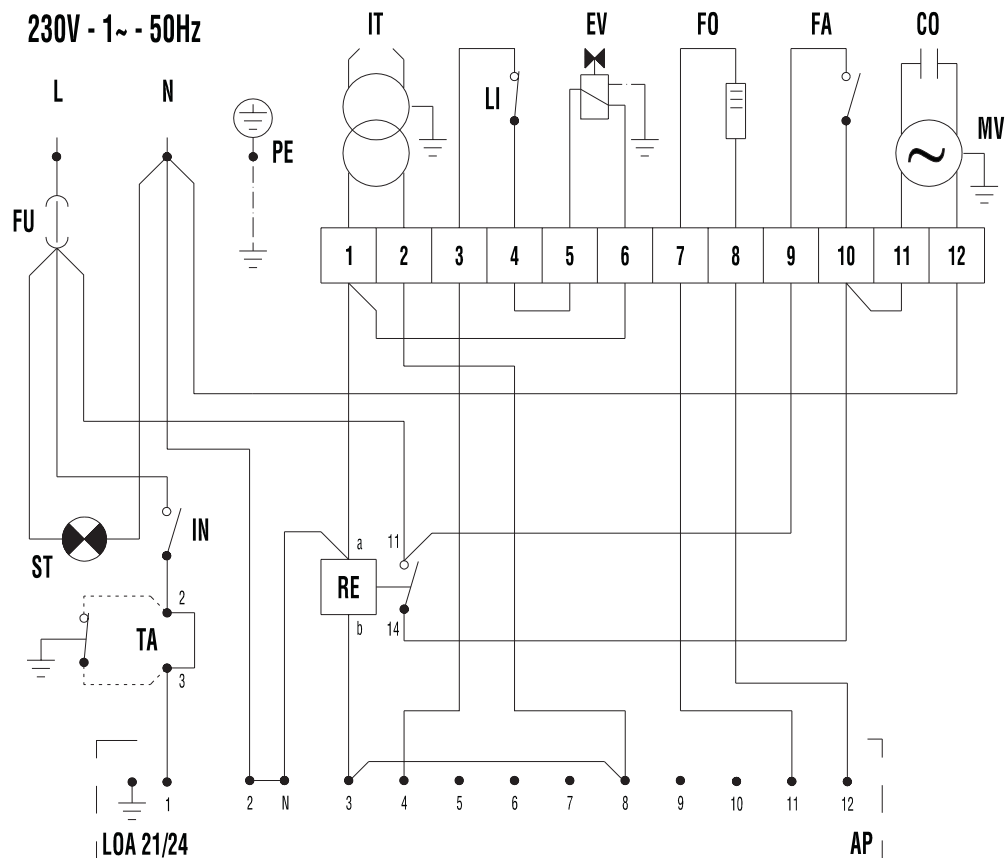 230V - 1~ - 50Hz
IT EV FO FA CO
L N
LI
PE
MV
FU
~
1 2 3 4 5 6 7 8 9 10 11 12
IN
ST
a 11
RE
b 14
2
TA
3
1 2 N 3 4 5 6 7 8 9 10 11 12
LOA 21/24 AP